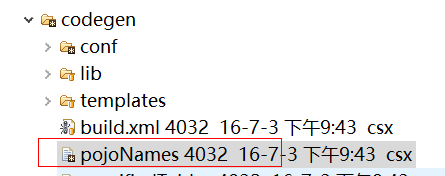 codegen
conf
lib
templates
build.xml 4032 16-7-3 下午9:43 csx
pojoNames 4032 16-7-3 下午9:43 csx